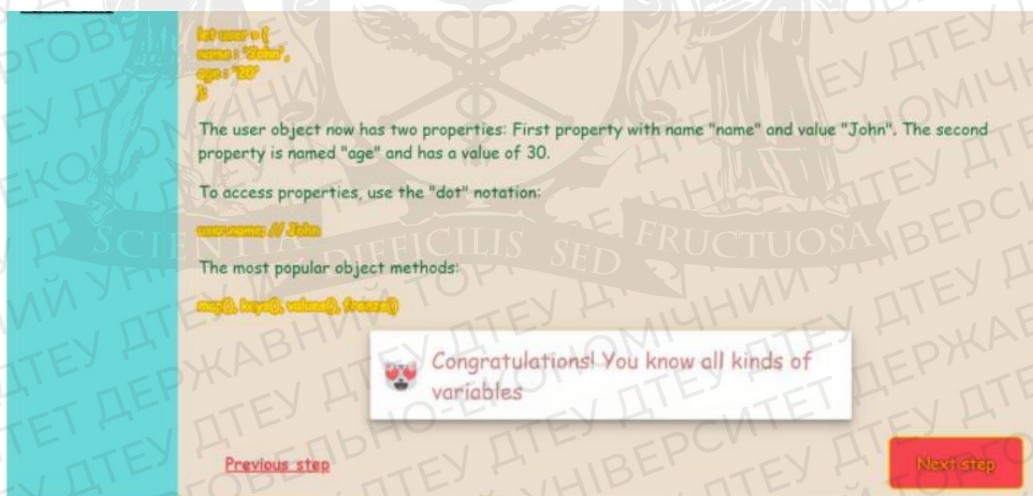 let user = {
name : 'John',
age : '20'
};
The user object now has two properties: First property with name "name" and value "John". The second
property is named "age" and has a value of 30.
To access properties, use the "dot" notation:
user.name; // John
The most popular object methods:
map(), keys(), values(), freeze()
Congratulations! You know all kinds of
variables
Previous step
Next step
SCIENTIA DIFFICILIS SED FRUCTUOSA